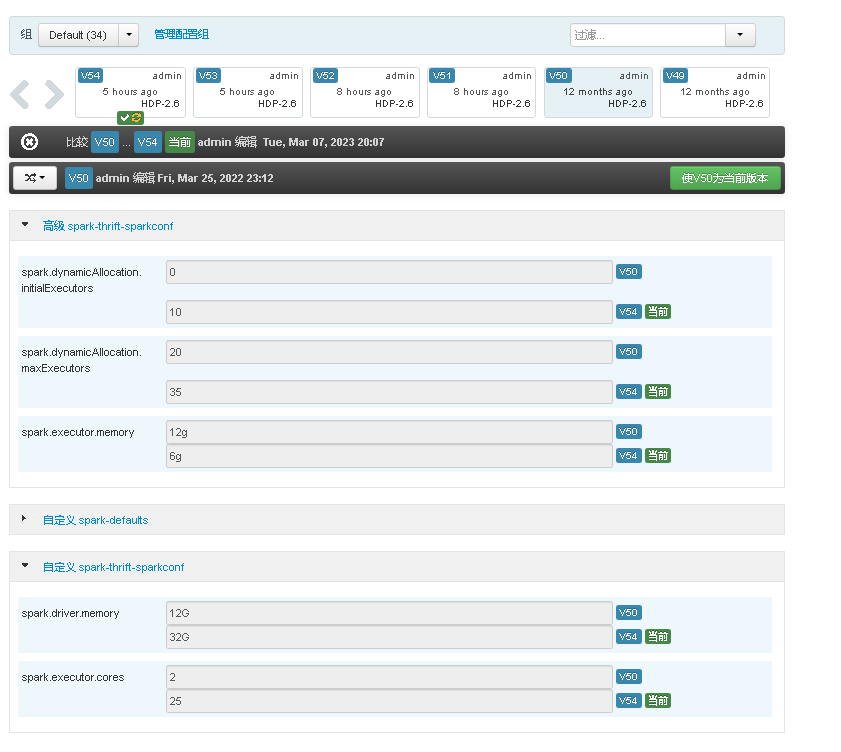 组 Default (34) 管理配置组 过滤...
V54 admin
5 hours ago
HDP-2.6
V53 admin
5 hours ago
HDP-2.6
V52 admin
8 hours ago
HDP-2.6
V51 admin
8 hours ago
HDP-2.6
V50 admin
12 months ago
HDP-2.6
V49 admin
12 months ago
HDP-2.6
比较 V50 ... V54 当前 admin 编辑 Tue, Mar 07, 2023 20:07
V50 admin 编辑 Fri, Mar 25, 2022 23:12 使V50为当前版本
高级 spark-thrift-sparkconf
spark.dynamicAllocation.
initialExecutors
0 V50
10 V54 当前
spark.dynamicAllocation.
maxExecutors
20 V50
35 V54 当前
spark.executor.memory 12g V50
6g V54 当前
自定义 spark-defaults
自定义 spark-thrift-sparkconf
spark.driver.memory 12G V50
32G V54 当前
spark.executor.cores 2 V50
25 V54 当前